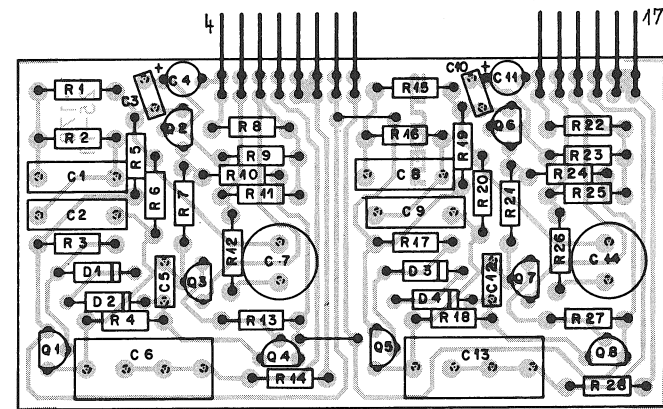 4 17
C10
R1 C3 + C4 R15 + C11
R2 Q2 R8 R16 R19 Q6 R22
R5 R9 R23
C1 R6 R7 R10 C8 R20 R21 R24
R11 R25
C2 C9
R3 R12 R17 R26
D1 C5 Q3 C7 D3 C12 Q7 C14
D2 D4
R4 R13 R18 R27
Q1 C6 Q4 Q5 C13 Q8
R14 R28